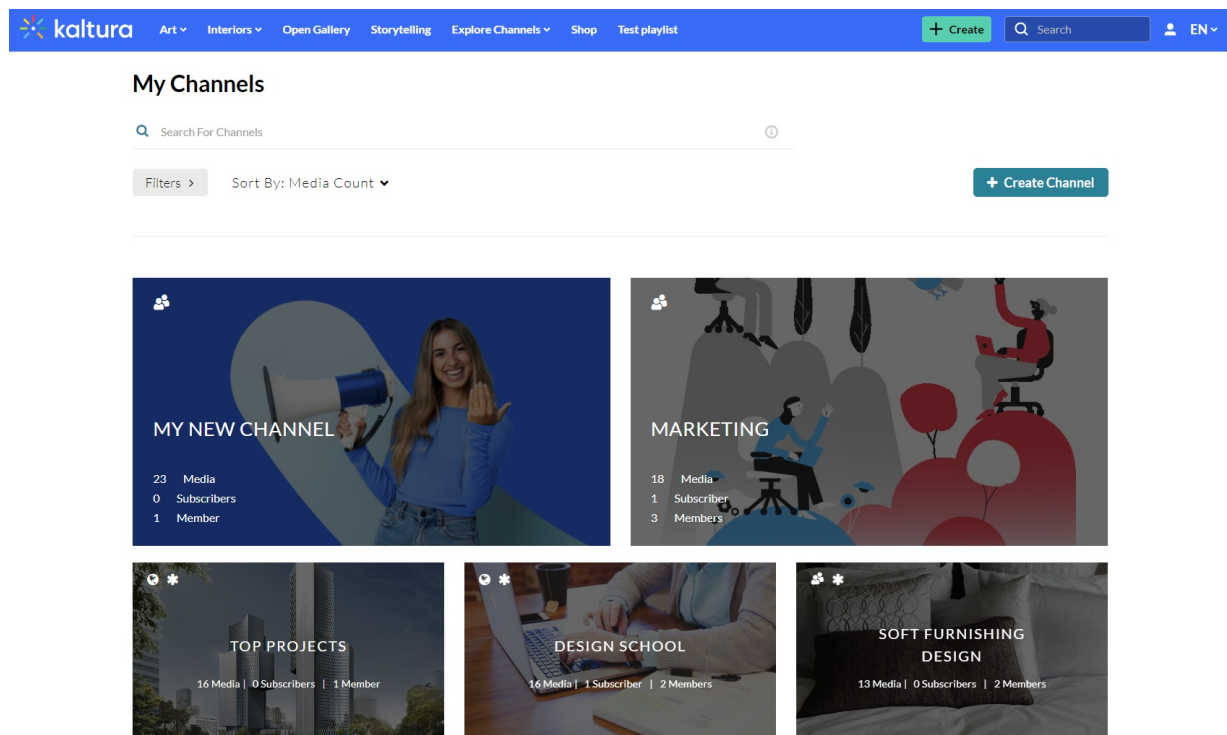 kaltura Art Interiors Open Gallery Storytelling Explore Channels Shop Test playlist + Create Search EN
My Channels
Search For Channels
Filters > Sort By: Media Count + Create Channel
MY NEW CHANNEL
23 Media
0 Subscribers
1 Member
MARKETING
18 Media
1 Subscriber
3 Members
TOP PROJECTS
16 Media | 0 Subscribers | 1 Member
DESIGN SCHOOL
16 Media | 1 Subscriber | 2 Members
SOFT FURNISHING
DESIGN
13 Media | 0 Subscribers | 2 Members